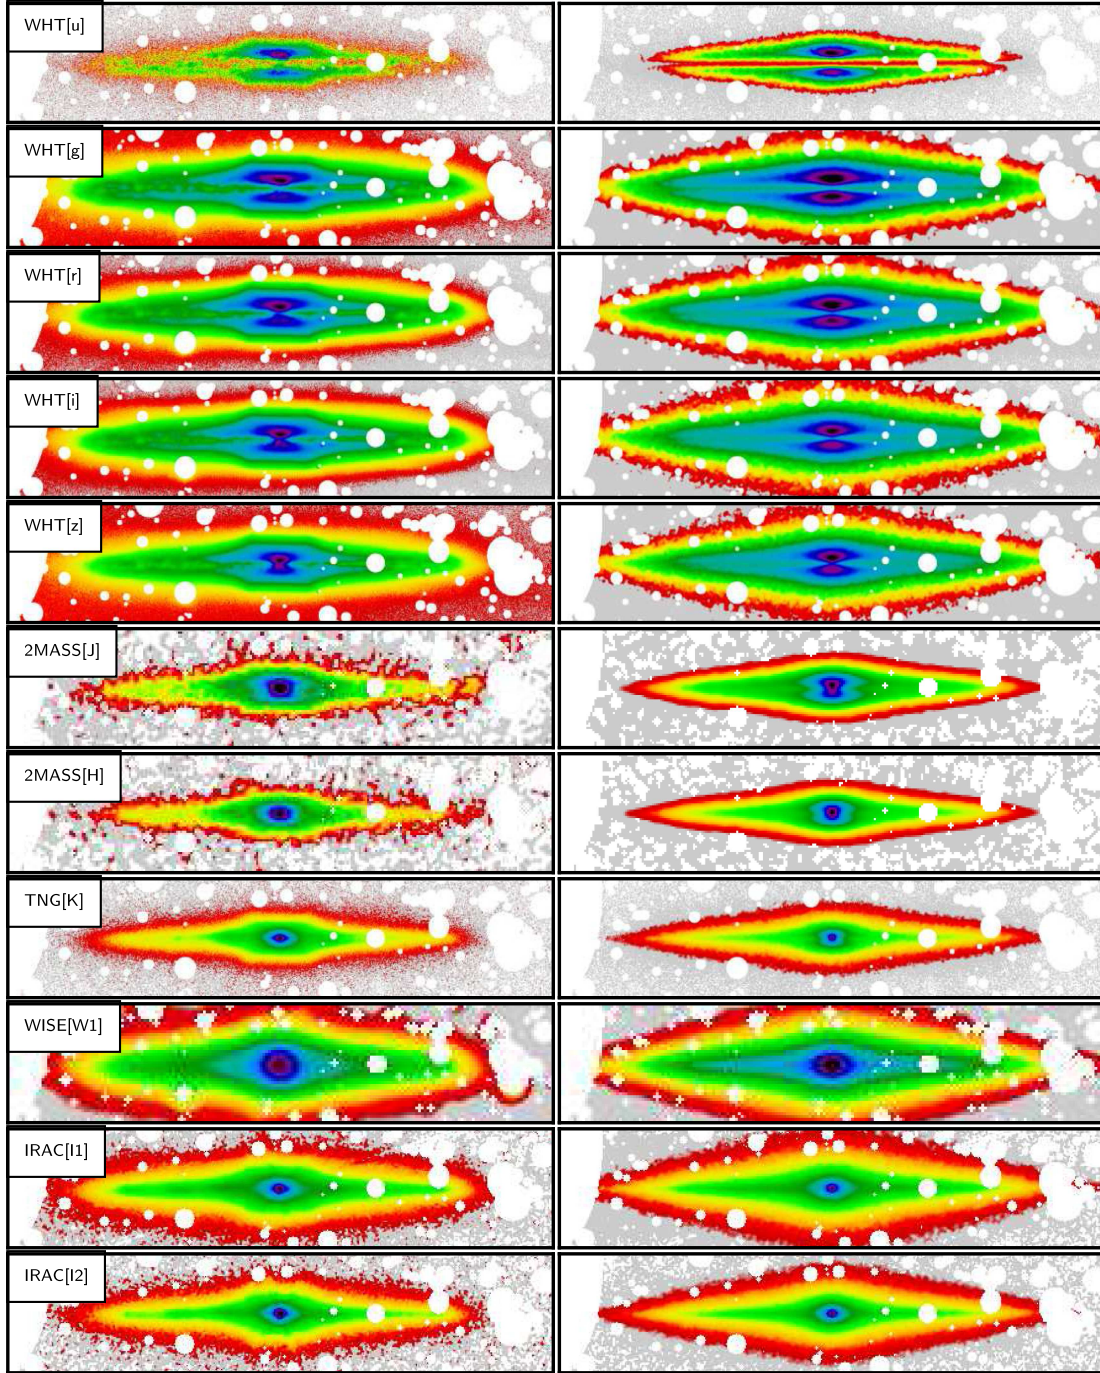 WHT[u]
WHT[g]
WHT[r]
WHT[i]
WHT[z]
2MASS[J]
2MASS[H]
TNG[K]
WISE[W1]
IRAC[I1]
IRAC[I2]